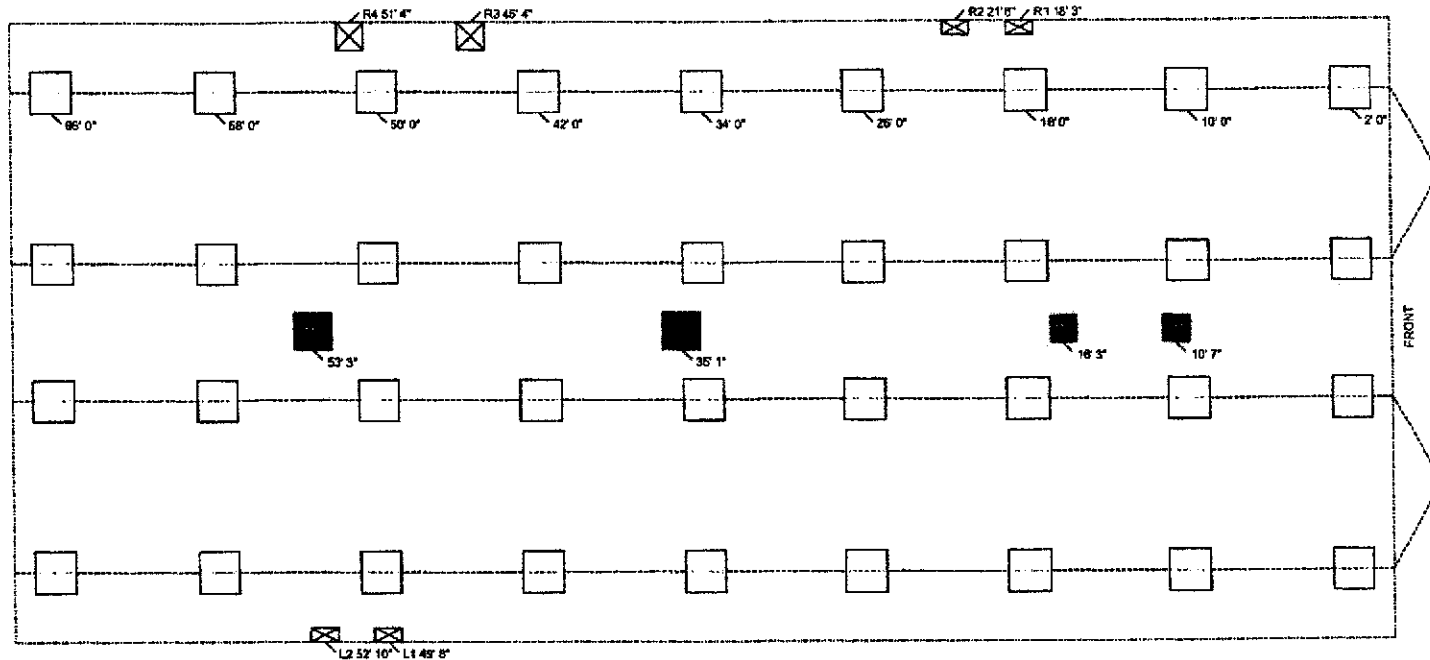 R4 51' 4" R3 45' 4" R2 21' 6" R1 18' 3"
66' 0" 58' 0" 50' 0" 42' 0" 34' 0" 26' 0" 18' 0" 10' 0" 2' 0"
FRONT
53' 3" 35' 1" 16' 3" 10' 7"
L2 52' 10" L1 49' 8"